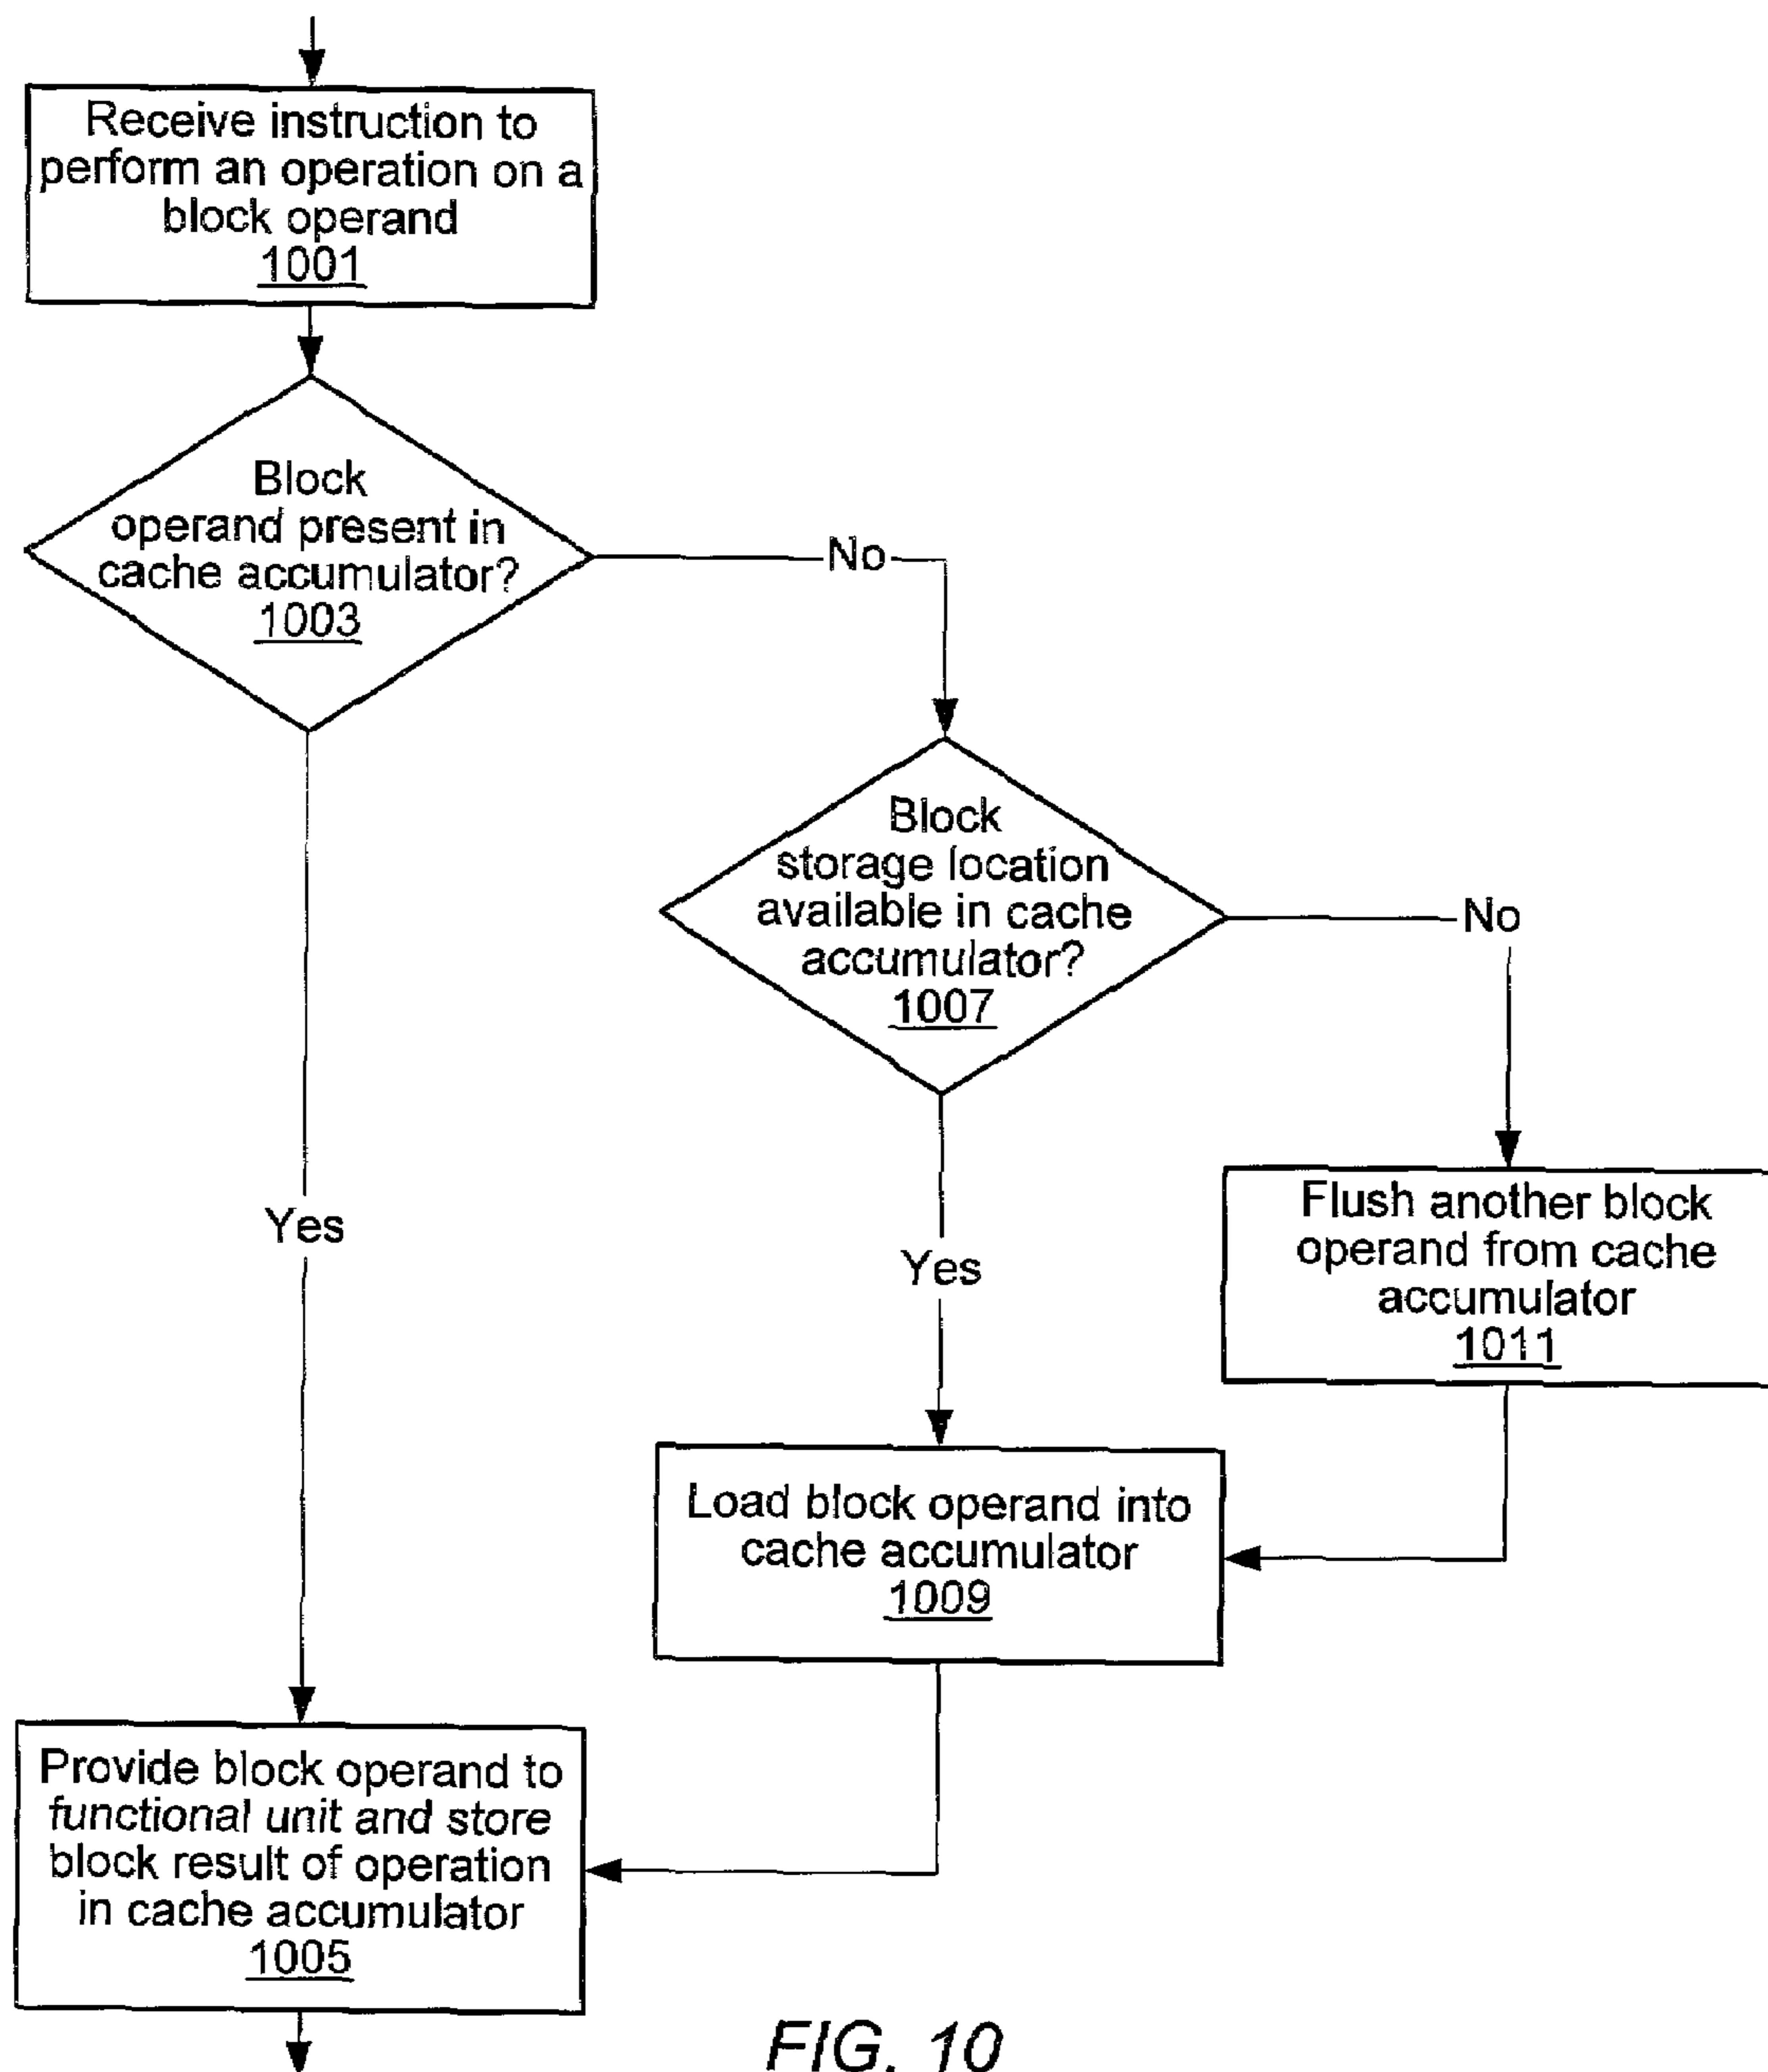 Receive instruction to
perform an operation on a
block operand
1001
Block
operand present in
cache accumulator?
1003
No
Block
storage location
available in cache
accumulator?
1007
No
Yes
Yes
Flush another block
operand from cache
accumulator
1011
Load block operand into
cache accumulator
1009
Provide block operand to
functional unit and store
block result of operation
in cache accumulator
1005
FIG. 10